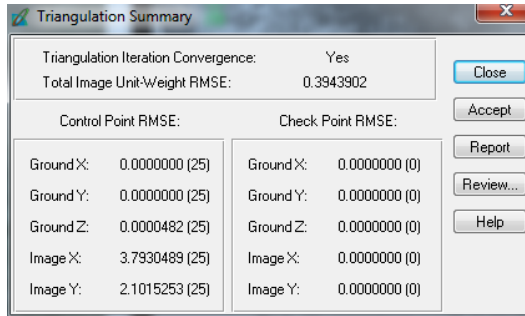 Triangulation Summary
Triangulation Iteration Convergence: Yes
Total Image Unit-Weight RMSE: 0.3943902
Control Point RMSE: Check Point RMSE:
Ground X: 0.0000000 (25) Ground X: 0.0000000 (0)
Ground Y: 0.0000000 (25) Ground Y: 0.0000000 (0)
Ground Z: 0.0000482 (25) Ground Z: 0.0000000 (0)
Image X: 3.7930489 (25) Image X: 0.0000000 (0)
Image Y: 2.1015253 (25) Image Y: 0.0000000 (0)
Close
Accept
Report
Review...
Help